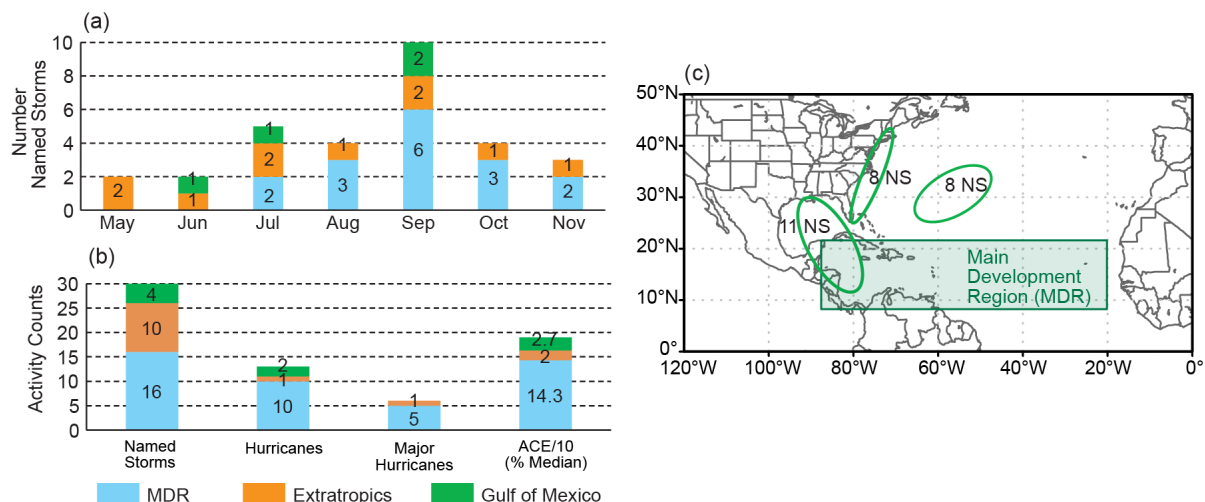 (a)
Number
Named Storms
10
8
6
4
2
0
2
1
1
2
2
1
3
1
6
2
2
3
1
2
1
May Jun Jul Aug Sep Oct Nov
(b)
Activity Counts
30
25
20
15
10
5
0
16
10
4
10
1
2
5
1
14.3
2
2.7
Named
Storms
Hurricanes
Major
Hurricanes
ACE/10
(% Median)
MDR Extratropics Gulf of Mexico
(c)
50°N
40°N
30°N
20°N
10°N
0°
8 NS
8 NS
11 NS
Main
Development
Region (MDR)
120°W 100°W 80°W 60°W 40°W 20°W 0°